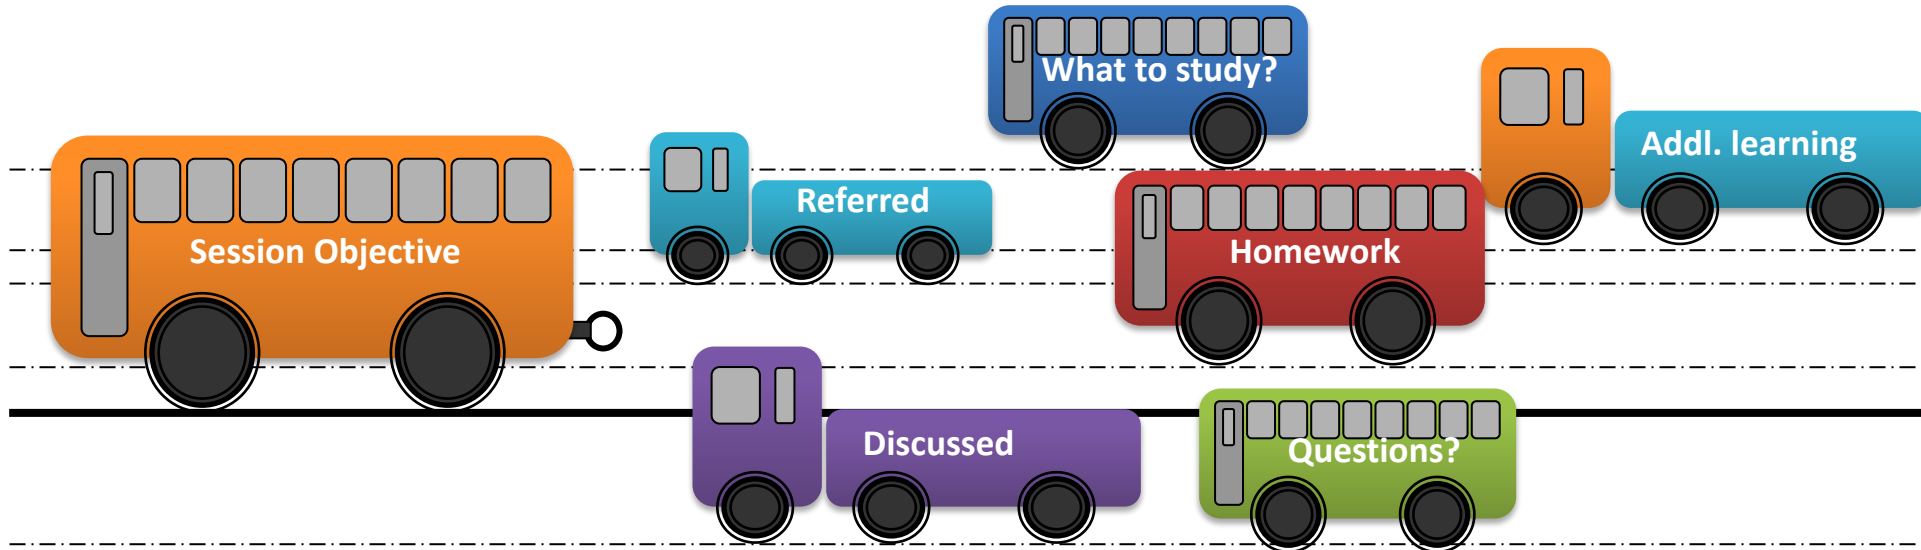 What to study?
Addl. learning
Referred
Session Objective
Homework
Discussed
Questions?